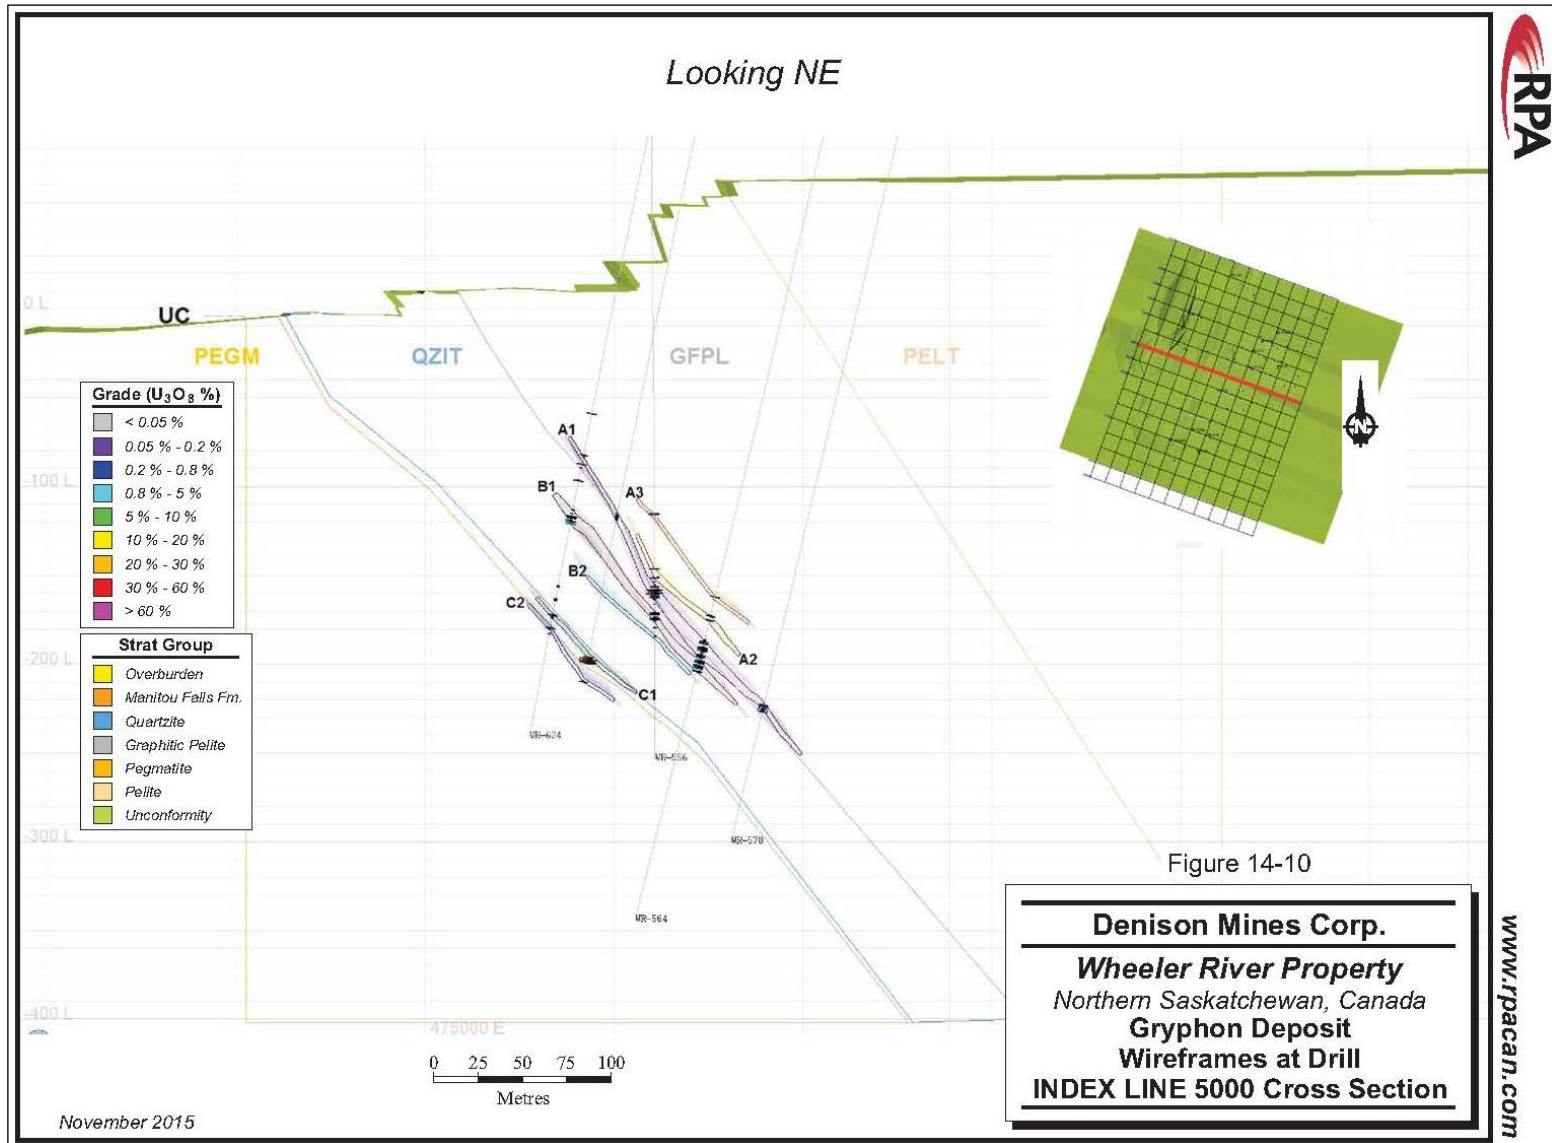 Looking NE
RPA
0 L
UC
PEGM
QZIT
GFPL
PELT
Grade (U₃O₈ %)
< 0.05 %
0.05 % - 0.2 %
0.2 % - 0.8 %
0.8 % - 5 %
5 % - 10 %
10 % - 20 %
20 % - 30 %
30 % - 60 %
> 60 %
Strat Group
Overburden
Manitou Falls Fm.
Quartzite
Graphitic Pelite
Pegmatite
Pelite
Unconformity
A1
B1
A3
B2
C2
A2
C1
-100 L
-200 L
-300 L
-400 L
WR-624
WR-556
WR-578
WR-564
N
475000 E
0 25 50 75 100
Metres
November 2015
Figure 14-10
Denison Mines Corp.
Wheeler River Property
Northern Saskatchewan, Canada
Gryphon Deposit
Wireframes at Drill
INDEX LINE 5000 Cross Section
www.rpacan.com